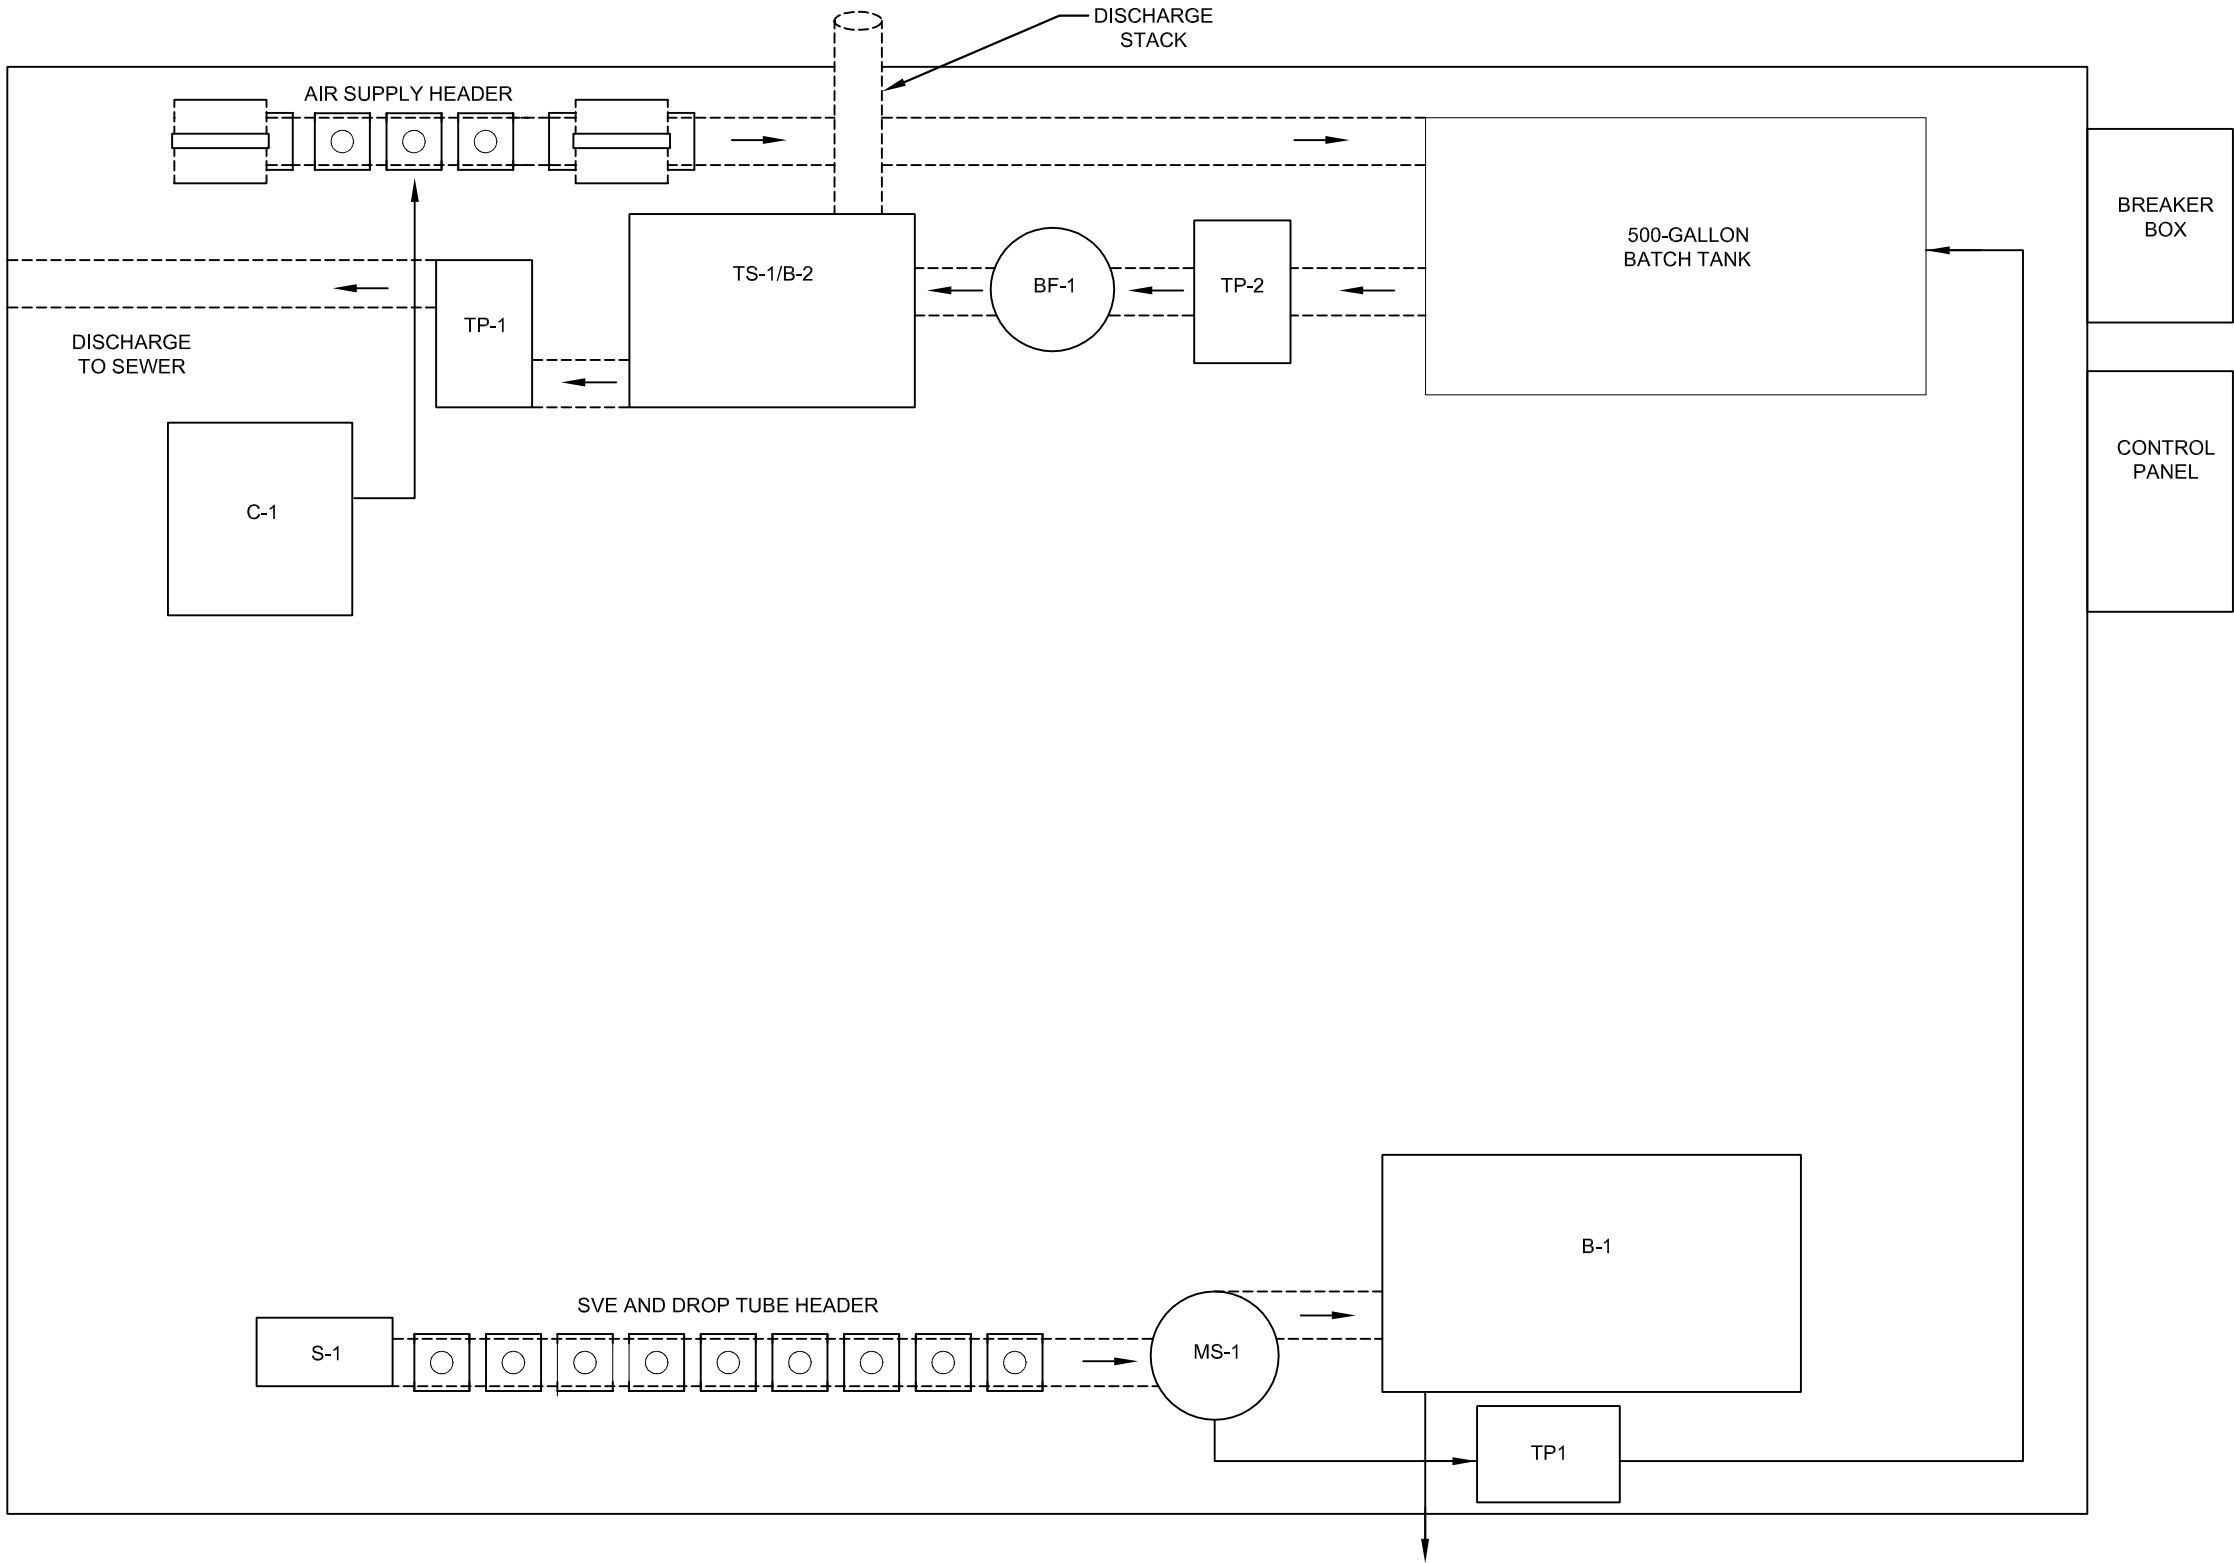 DISCHARGE
STACK
AIR SUPPLY HEADER
BREAKER
BOX
500-GALLON
BATCH TANK
TS-1/B-2
BF-1
TP-2
TP-1
DISCHARGE
TO SEWER
CONTROL
PANEL
C-1
B-1
SVE AND DROP TUBE HEADER
S-1
MS-1
TP1